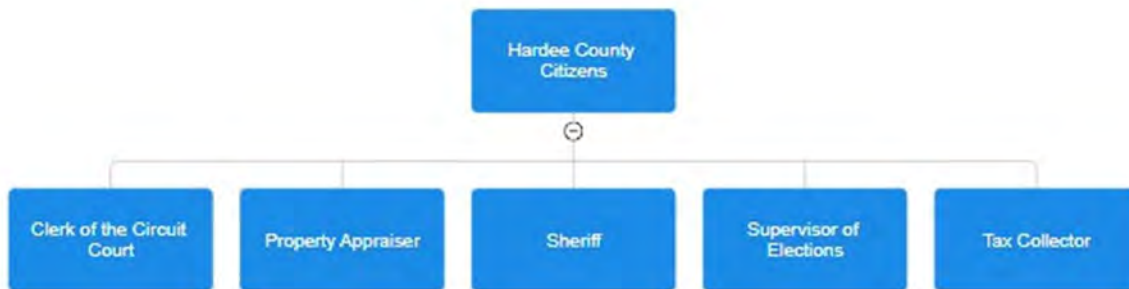 Hardee County
Citizens
Clerk of the Circuit
Court
Property Appraiser
Sheriff
Supervisor of
Elections
Tax Collector